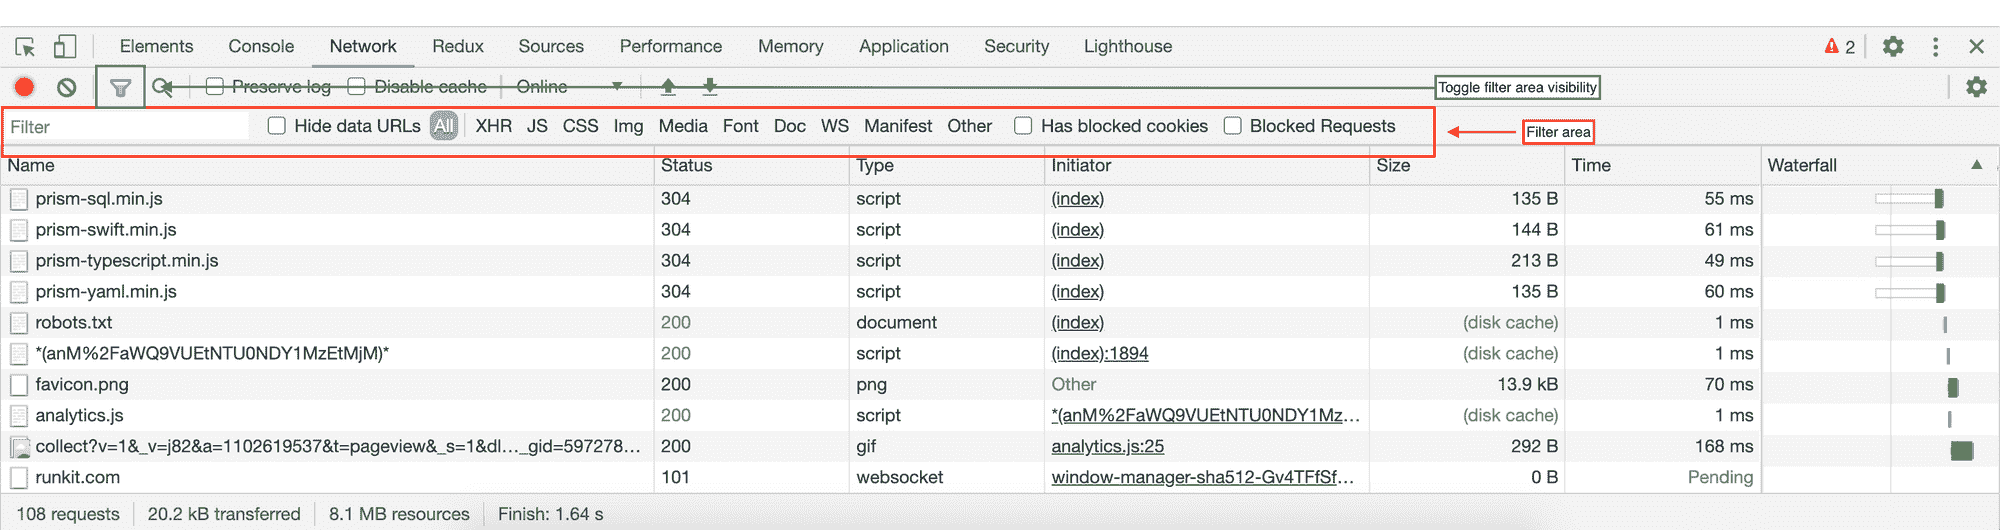 Elements Console Network Redux Sources Performance Memory Application Security Lighthouse 2
Preserve log Disable cache Online Toggle filter area visibility
Filter Hide data URLs All XHR JS CSS Img Media Font Doc WS Manifest Other Has blocked cookies Blocked Requests Filter area
Name Status Type Initiator Size Time Waterfall
prism-sql.min.js 304 script (index) 135 B 55 ms
prism-swift.min.js 304 script (index) 144 B 61 ms
prism-typescript.min.js 304 script (index) 213 B 49 ms
prism-yaml.min.js 304 script (index) 135 B 60 ms
robots.txt 200 document (index) (disk cache) 1 ms
*(anM%2FaWQ9VUEtNTU0NDY1MzEtMjM)* 200 script (index):1894 (disk cache) 1 ms
favicon.png 200 png Other 13.9 kB 70 ms
analytics.js 200 script *(anM%2FaWQ9VUEtNTU0NDY1Mz… (disk cache) 1 ms
collect?v=1&_v=j82&a=1102619537&t=pageview&_s=1&dl…_gid=597278… 200 gif analytics.js:25 292 B 168 ms
runkit.com 101 websocket window-manager-sha512-Gv4TFfSf… 0 B Pending
108 requests 20.2 kB transferred 8.1 MB resources Finish: 1.64 s